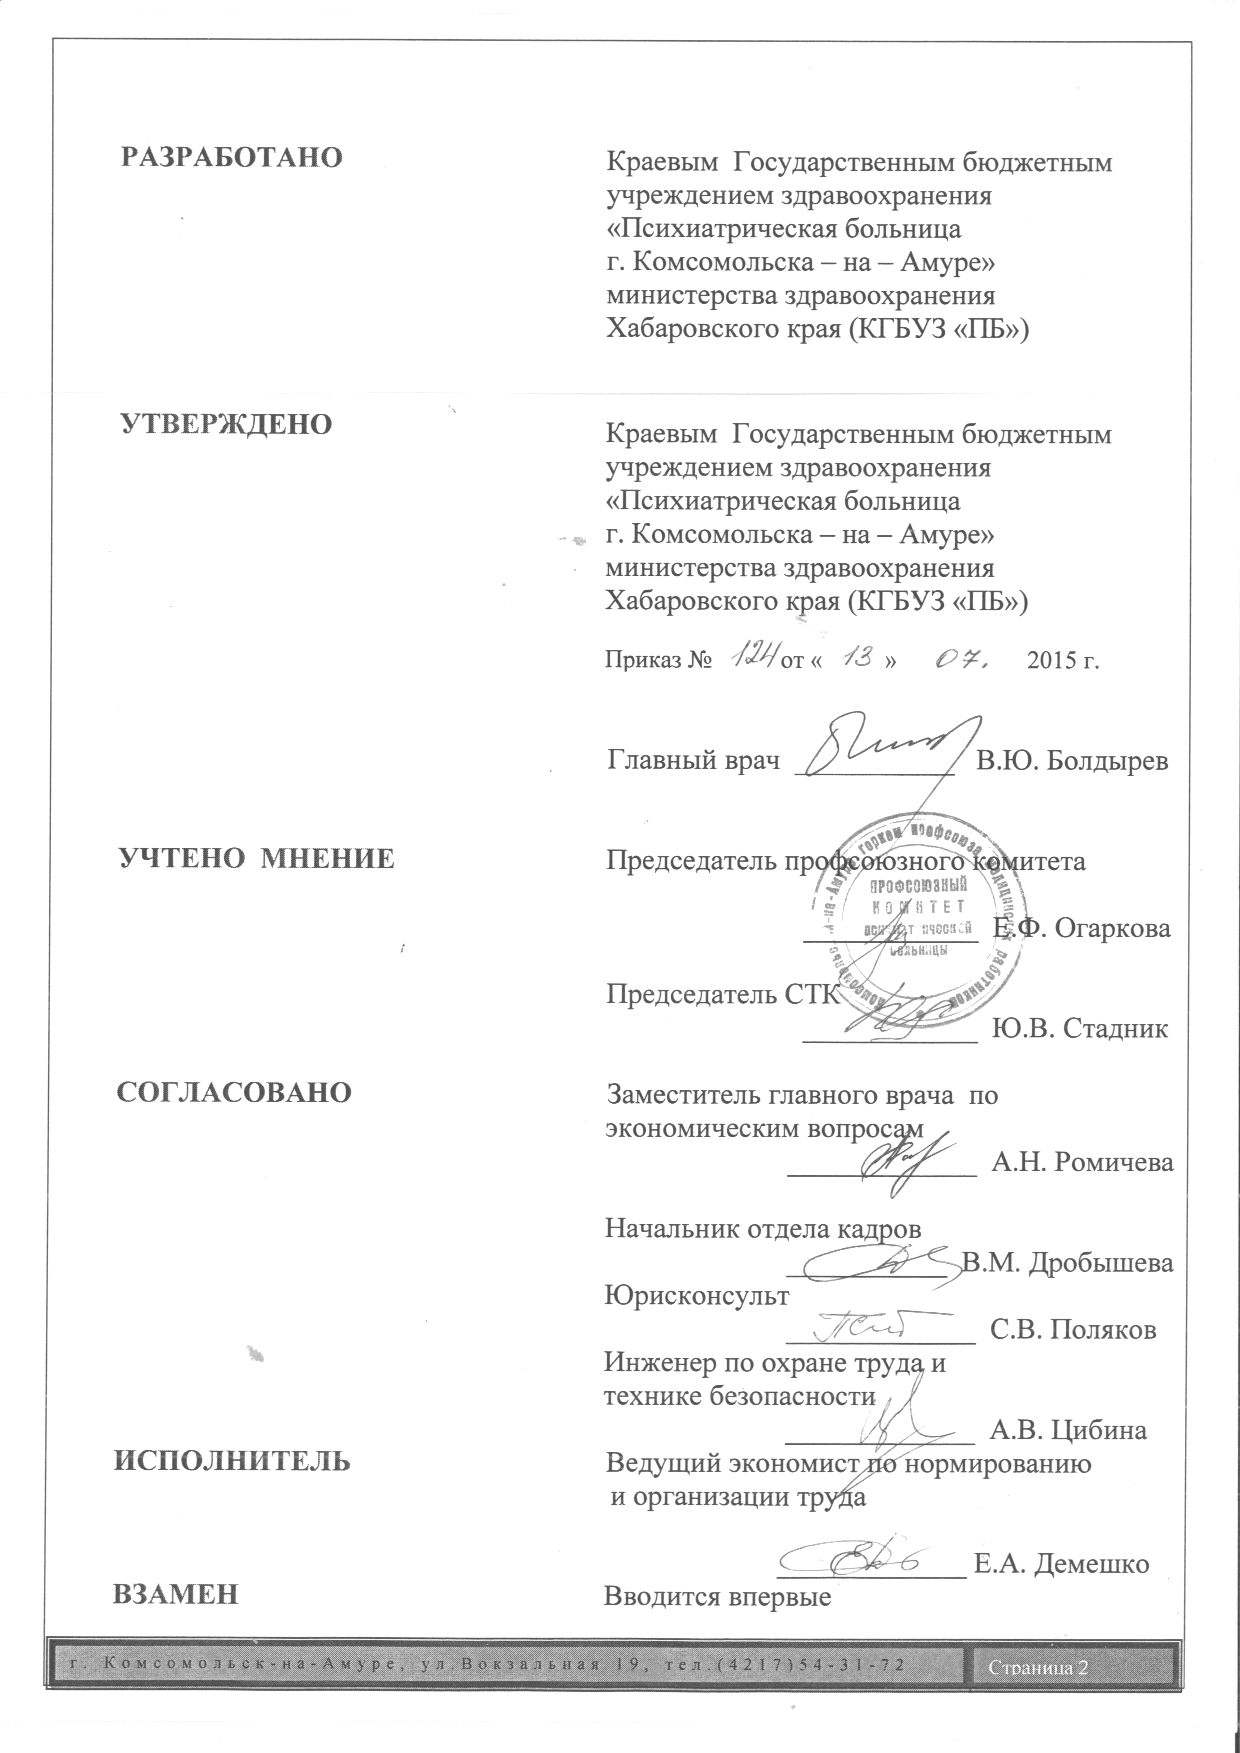 РАЗРАБОТАНО
Краевым Государственным бюджетным
учреждением здравоохранения
«Психиатрическая больница
г. Комсомольска – на – Амуре»
министерства здравоохранения
Хабаровского края (КГБУЗ «ПБ»)
УТВЕРЖДЕНО
Краевым Государственным бюджетным
учреждением здравоохранения
«Психиатрическая больница
г. Комсомольска – на – Амуре»
министерства здравоохранения
Хабаровского края (КГБУЗ «ПБ»)
Приказ № 124 от « 13 » 07. 2015 г.
Главный врач В.Ю. Болдырев
УЧТЕНО МНЕНИЕ
Председатель профсоюзного комитета
ПРОФСОЮЗНЫЙ
КОМИТЕТ
БОЛЬНИЦЫ
горком профсоюза медицинских работников
Е.Ф. Огаркова
Председатель СТК
Ю.В. Стадник
СОГЛАСОВАНО
Заместитель главного врача по
экономическим вопросам
А.Н. Ромичева
Начальник отдела кадров
В.М. Дробышева
Юрисконсульт
С.В. Поляков
Инженер по охране труда и
технике безопасности
А.В. Цибина
ИСПОЛНИТЕЛЬ
Ведущий экономист по нормированию
и организации труда
Е.А. Демешко
ВЗАМЕН
Вводится впервые
г. Комсомольск-на-Амуре, ул.Вокзальная 19, тел.(4217)54-31-72
Страница 2